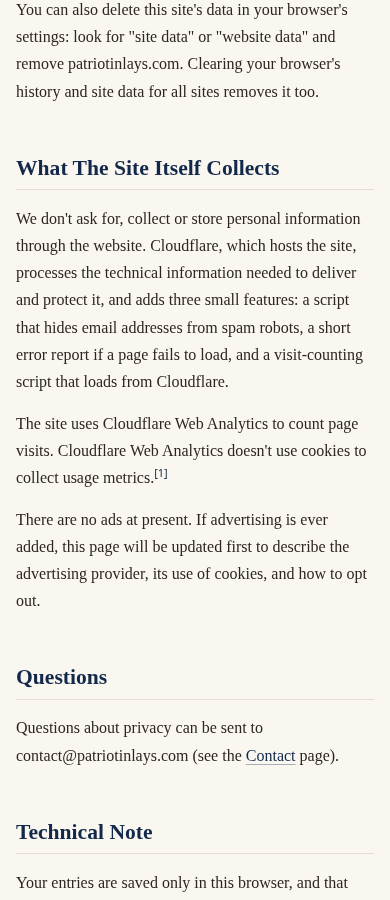 You can also delete this site's data in your browser's
settings: look for "site data" or "website data" and
remove patriotinlays.com. Clearing your browser's
history and site data for all sites removes it too.
What The Site Itself Collects
We don't ask for, collect or store personal information
through the website. Cloudflare, which hosts the site,
processes the technical information needed to deliver
and protect it, and adds three small features: a script
that hides email addresses from spam robots, a short
error report if a page fails to load, and a visit-counting
script that loads from Cloudflare.
The site uses Cloudflare Web Analytics to count page
visits. Cloudflare Web Analytics doesn't use cookies to
collect usage metrics.[1]
There are no ads at present. If advertising is ever
added, this page will be updated first to describe the
advertising provider, its use of cookies, and how to opt
out.
Questions
Questions about privacy can be sent to
contact@patriotinlays.com (see the Contact page).
Technical Note
Your entries are saved only in this browser, and that